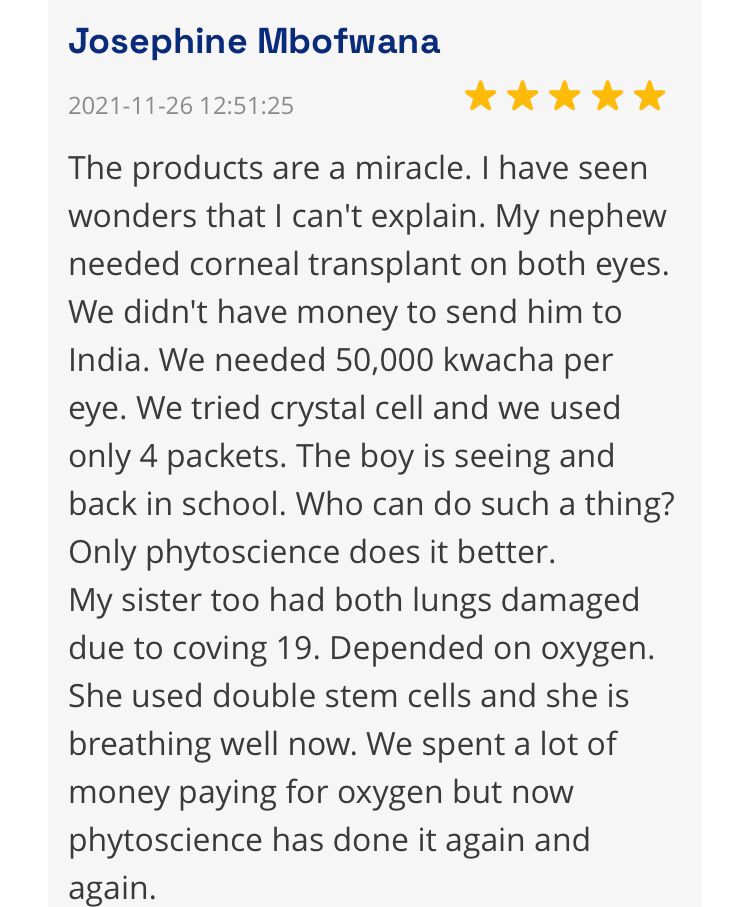 Josephine Mbofwana
2021-11-26 12:51:25
The products are a miracle. I have seen
wonders that I can't explain. My nephew
needed corneal transplant on both eyes.
We didn't have money to send him to
India. We needed 50,000 kwacha per
eye. We tried crystal cell and we used
only 4 packets. The boy is seeing and
back in school. Who can do such a thing?
Only phytoscience does it better.
My sister too had both lungs damaged
due to coving 19. Depended on oxygen.
She used double stem cells and she is
breathing well now. We spent a lot of
money paying for oxygen but now
phytoscience has done it again and
again.